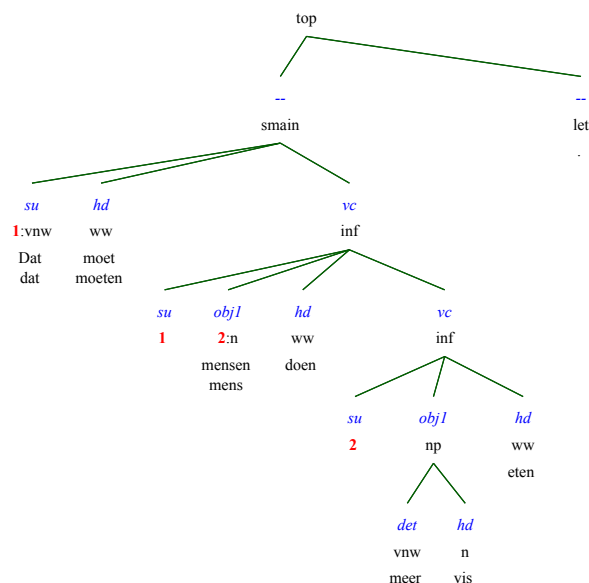 top
-- --
smain let
.
su hd vc
1:vnw ww inf
Dat moet
dat moeten
su obj1 hd vc
1 2:n ww inf
mensen doen
mens
su obj1 hd
2 np ww
eten
det hd
vnw n
meer vis